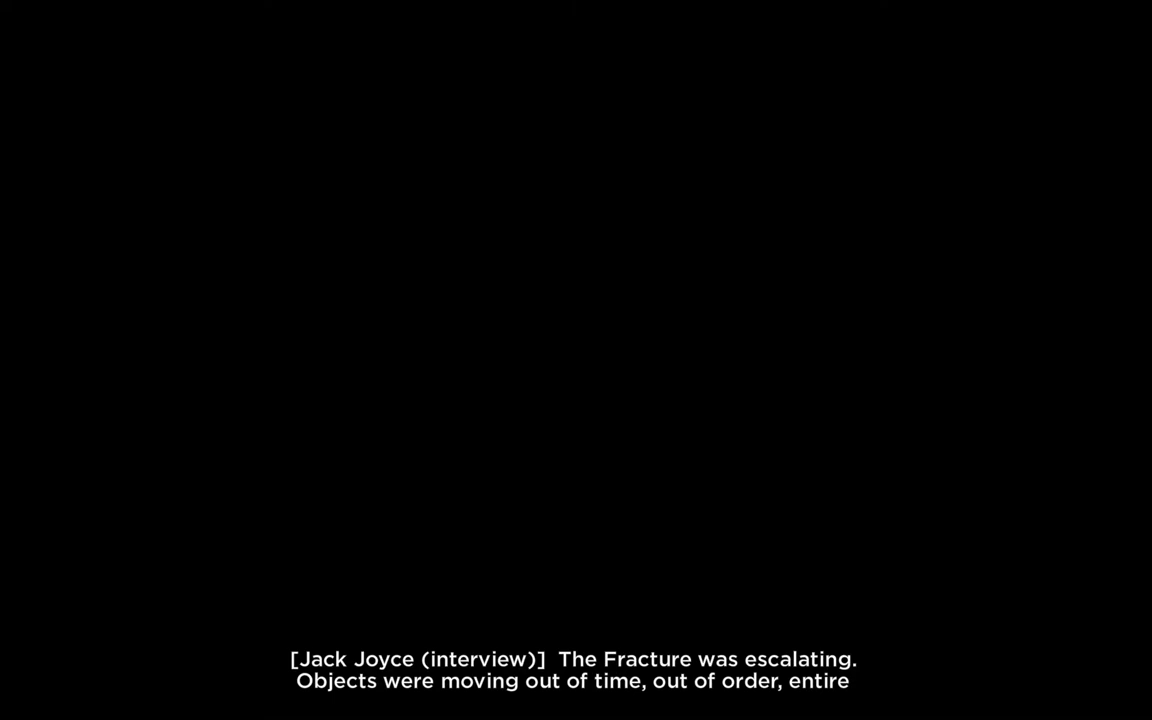 [Jack Joyce (interview)]  The Fracture was escalating.
Objects were moving out of time, out of order, entire